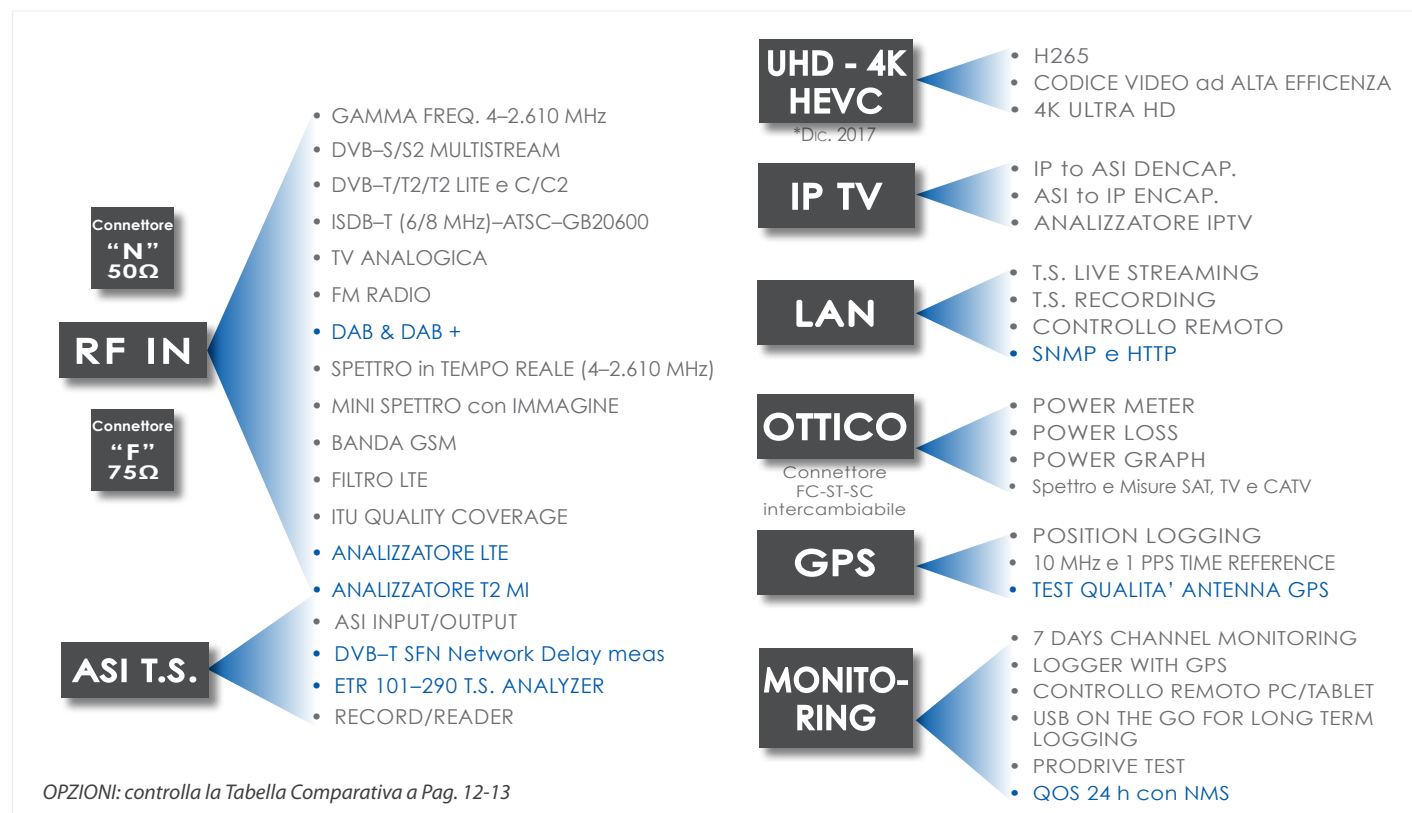 Connettore
“N”
50Ω
RF IN
Connettore
“F”
75Ω
• GAMMA FREQ. 4–2.610 MHz
• DVB–S/S2 MULTISTREAM
• DVB–T/T2/T2 LITE e C/C2
• ISDB–T (6/8 MHz)–ATSC–GB20600
• TV ANALOGICA
• FM RADIO
• DAB & DAB +
• SPETTRO in TEMPO REALE (4–2.610 MHz)
• MINI SPETTRO con IMMAGINE
• BANDA GSM
• FILTRO LTE
• ITU QUALITY COVERAGE
• ANALIZZATORE LTE
• ANALIZZATORE T2 MI
ASI T.S.
• ASI INPUT/OUTPUT
• DVB–T SFN Network Delay meas
• ETR 101–290 T.S. ANALYZER
• RECORD/READER
OPZIONI: controlla la Tabella Comparativa a Pag. 12-13
UHD - 4K
HEVC
*Dic. 2017
• H265
• CODICE VIDEO ad ALTA EFFICENZA
• 4K ULTRA HD
IP TV
• IP to ASI DENCAP.
• ASI to IP ENCAP.
• ANALIZZATORE IPTV
LAN
• T.S. LIVE STREAMING
• T.S. RECORDING
• CONTROLLO REMOTO
• SNMP e HTTP
OTTICO
Connettore
FC-ST-SC
intercambiabile
• POWER METER
• POWER LOSS
• POWER GRAPH
• Spettro e Misure SAT, TV e CATV
GPS
• POSITION LOGGING
• 10 MHz e 1 PPS TIME REFERENCE
• TEST QUALITA’ ANTENNA GPS
MONITO-
RING
• 7 DAYS CHANNEL MONITORING
• LOGGER WITH GPS
• CONTROLLO REMOTO PC/TABLET
• USB ON THE GO FOR LONG TERM
LOGGING
• PRODRIVE TEST
• QOS 24 h con NMS